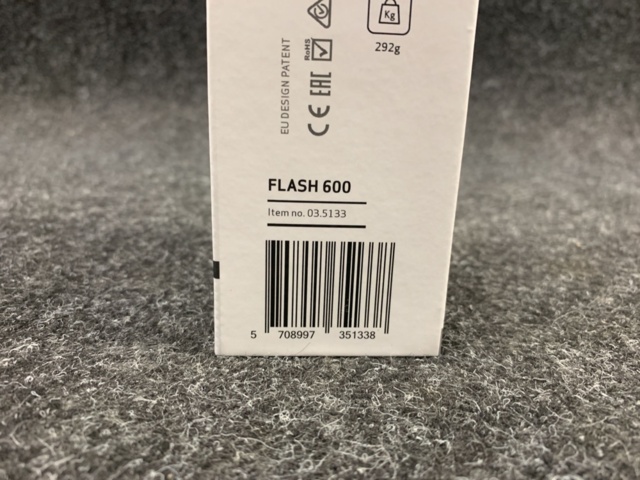 Kg
292g
EU DESIGN PATENT
RoHS
CE EAC
FLASH 600
Item no. 03.5133
5 708997 351338